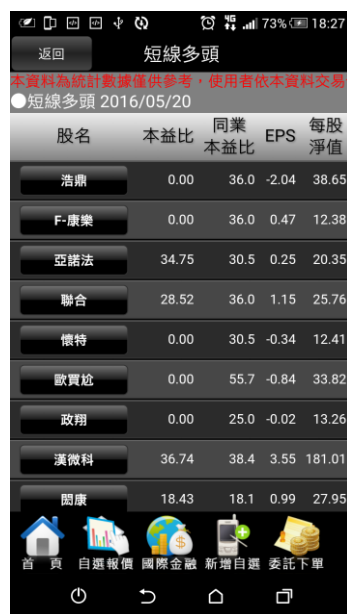 4G 73% 18:27
返回 短線多頭
本資料為統計數據僅供參考，使用者依本資料交易
●短線多頭 2016/05/20
股名 本益比 同業本益比 EPS 每股淨值
浩鼎 0.00 36.0 -2.04 38.65
F-康樂 0.00 36.0 0.47 12.38
亞諾法 34.75 30.5 0.25 20.35
聯合 28.52 36.0 1.15 25.76
懷特 0.00 30.5 -0.34 12.41
歐買尬 0.00 55.7 -0.84 33.82
政翔 0.00 25.0 -0.02 13.26
漢微科 36.74 38.4 3.55 181.01
閎康 18.43 18.1 0.99 27.95
首 頁 自選報價 國際金融 新增自選 委託下單